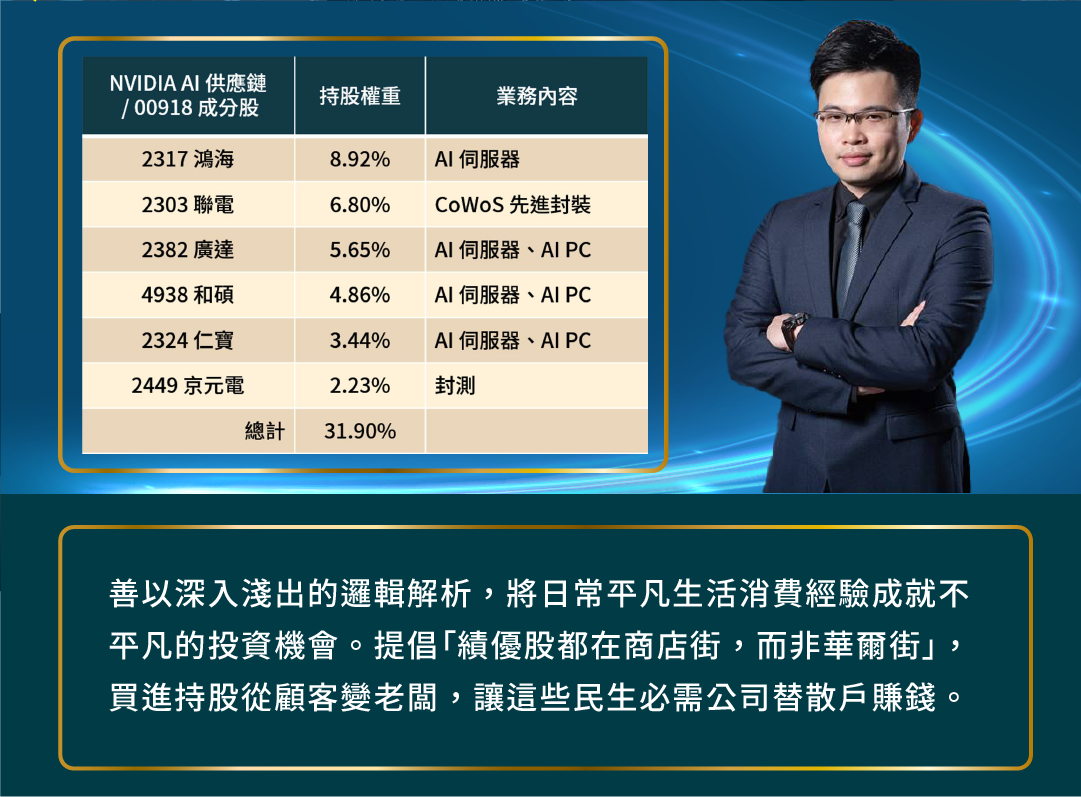 NVIDIA AI 供應鏈
/ 00918 成分股
持股權重
業務內容
2317 鴻海 8.92% AI 伺服器
2303 聯電 6.80% CoWoS 先進封裝
2382 廣達 5.65% AI 伺服器、AI PC
4938 和碩 4.86% AI 伺服器、AI PC
2324 仁寶 3.44% AI 伺服器、AI PC
2449 京元電 2.23% 封測
總計 31.90%
善以深入淺出的邏輯解析，將日常平凡生活消費經驗成就不
平凡的投資機會。提倡「績優股都在商店街，而非華爾街」，
買進持股從顧客變老闆，讓這些民生必需公司替散戶賺錢。